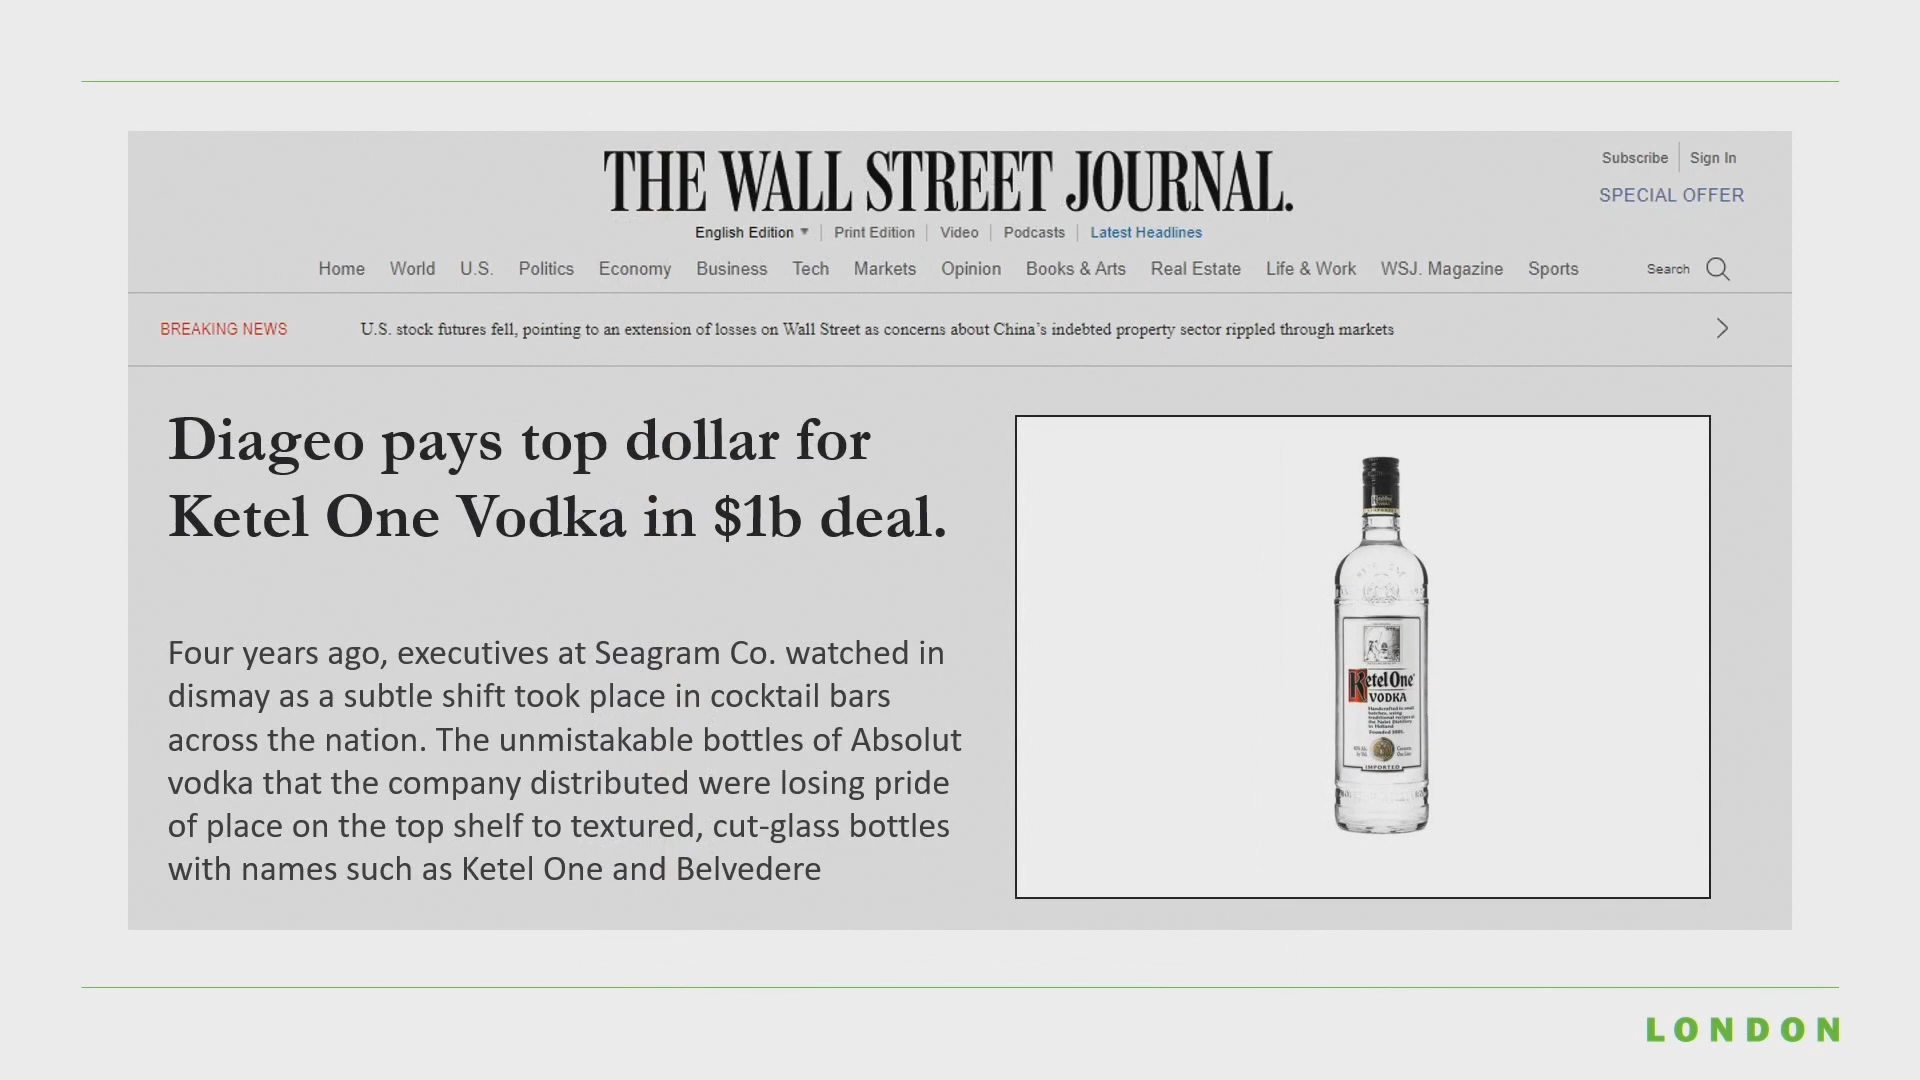 THE WALL STREET JOURNAL.
Subscribe | Sign In
SPECIAL OFFER
English Edition | Print Edition | Video | Podcasts | Latest Headlines
Home World U.S. Politics Economy Business Tech Markets Opinion Books & Arts Real Estate Life & Work WSJ. Magazine Sports Search
BREAKING NEWS U.S. stock futures fell, pointing to an extension of losses on Wall Street as concerns about China's indebted property sector rippled through markets
Diageo pays top dollar for
Ketel One Vodka in $1b deal.
Four years ago, executives at Seagram Co. watched in
dismay as a subtle shift took place in cocktail bars
across the nation. The unmistakable bottles of Absolut
vodka that the company distributed were losing pride
of place on the top shelf to textured, cut-glass bottles
with names such as Ketel One and Belvedere
Ketel One
VODKA
IMPORTED
LONDON